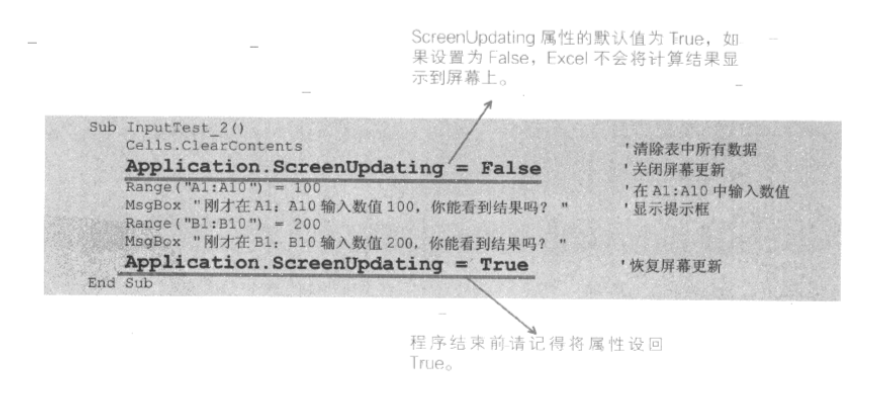 ScreenUpdating 属性的默认值为 True，如
果设置为 False，Excel 不会将计算结果显
示到屏幕上。
Sub InputTest_2()
Cells.ClearContents '清除表中所有数据
Application.ScreenUpdating = False '关闭屏幕更新
Range("A1:A10") = 100 '在 A1:A10 中输入数值
MsgBox "刚才在 A1：A10 输入数值 100，你能看到结果吗？ " '显示提示框
Range("B1:B10") = 200
MsgBox "刚才在 B1：B10 输入数值 200，你能看到结果吗？ "
Application.ScreenUpdating = True '恢复屏幕更新
End Sub
程序结束前请记得将属性设回
True。